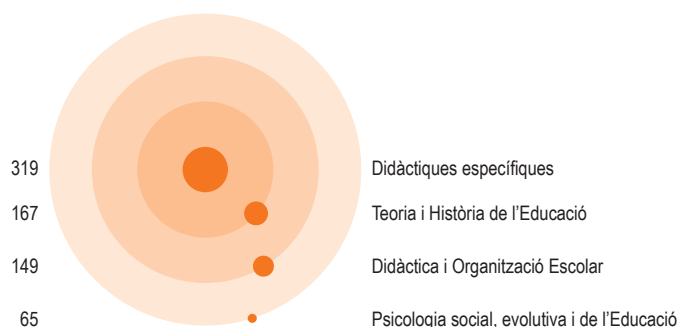 319 Didàctiques específiques
167 Teoria i Història de l’Educació
149 Didàctica i Organització Escolar
65 Psicologia social, evolutiva i de l’Educació